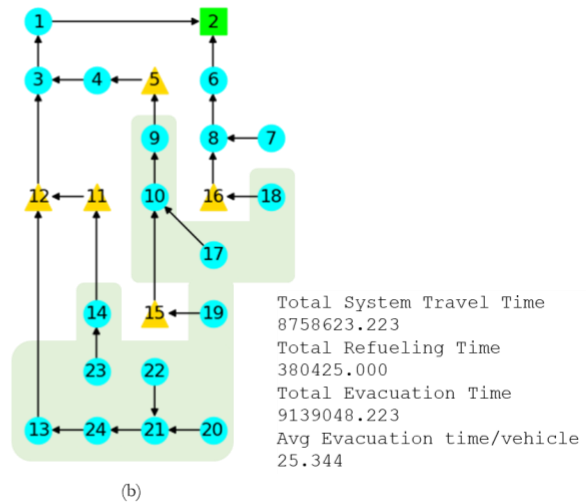 1 2
3 4 5 6
9 8 7
12 11 10 16 18
17
14 15 19
23 22
13 24 21 20
Total System Travel Time
8758623.223
Total Refueling Time
380425.000
Total Evacuation Time
9139048.223
Avg Evacuation time/vehicle
25.344
(b)